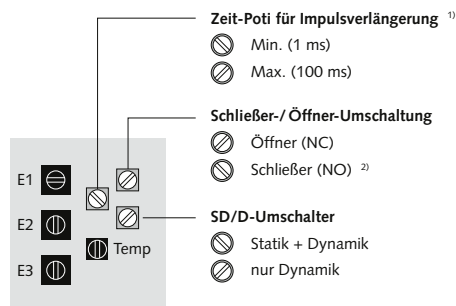 Zeit-Poti für Impulsverlängerung 1)
Min. (1 ms)
Max. (100 ms)
Schließer-/ Öffner-Umschaltung
Öffner (NC)
Schließer (NO) 2)
SD/D-Umschalter
Statik + Dynamik
nur Dynamik
E1
E2
Temp
E3